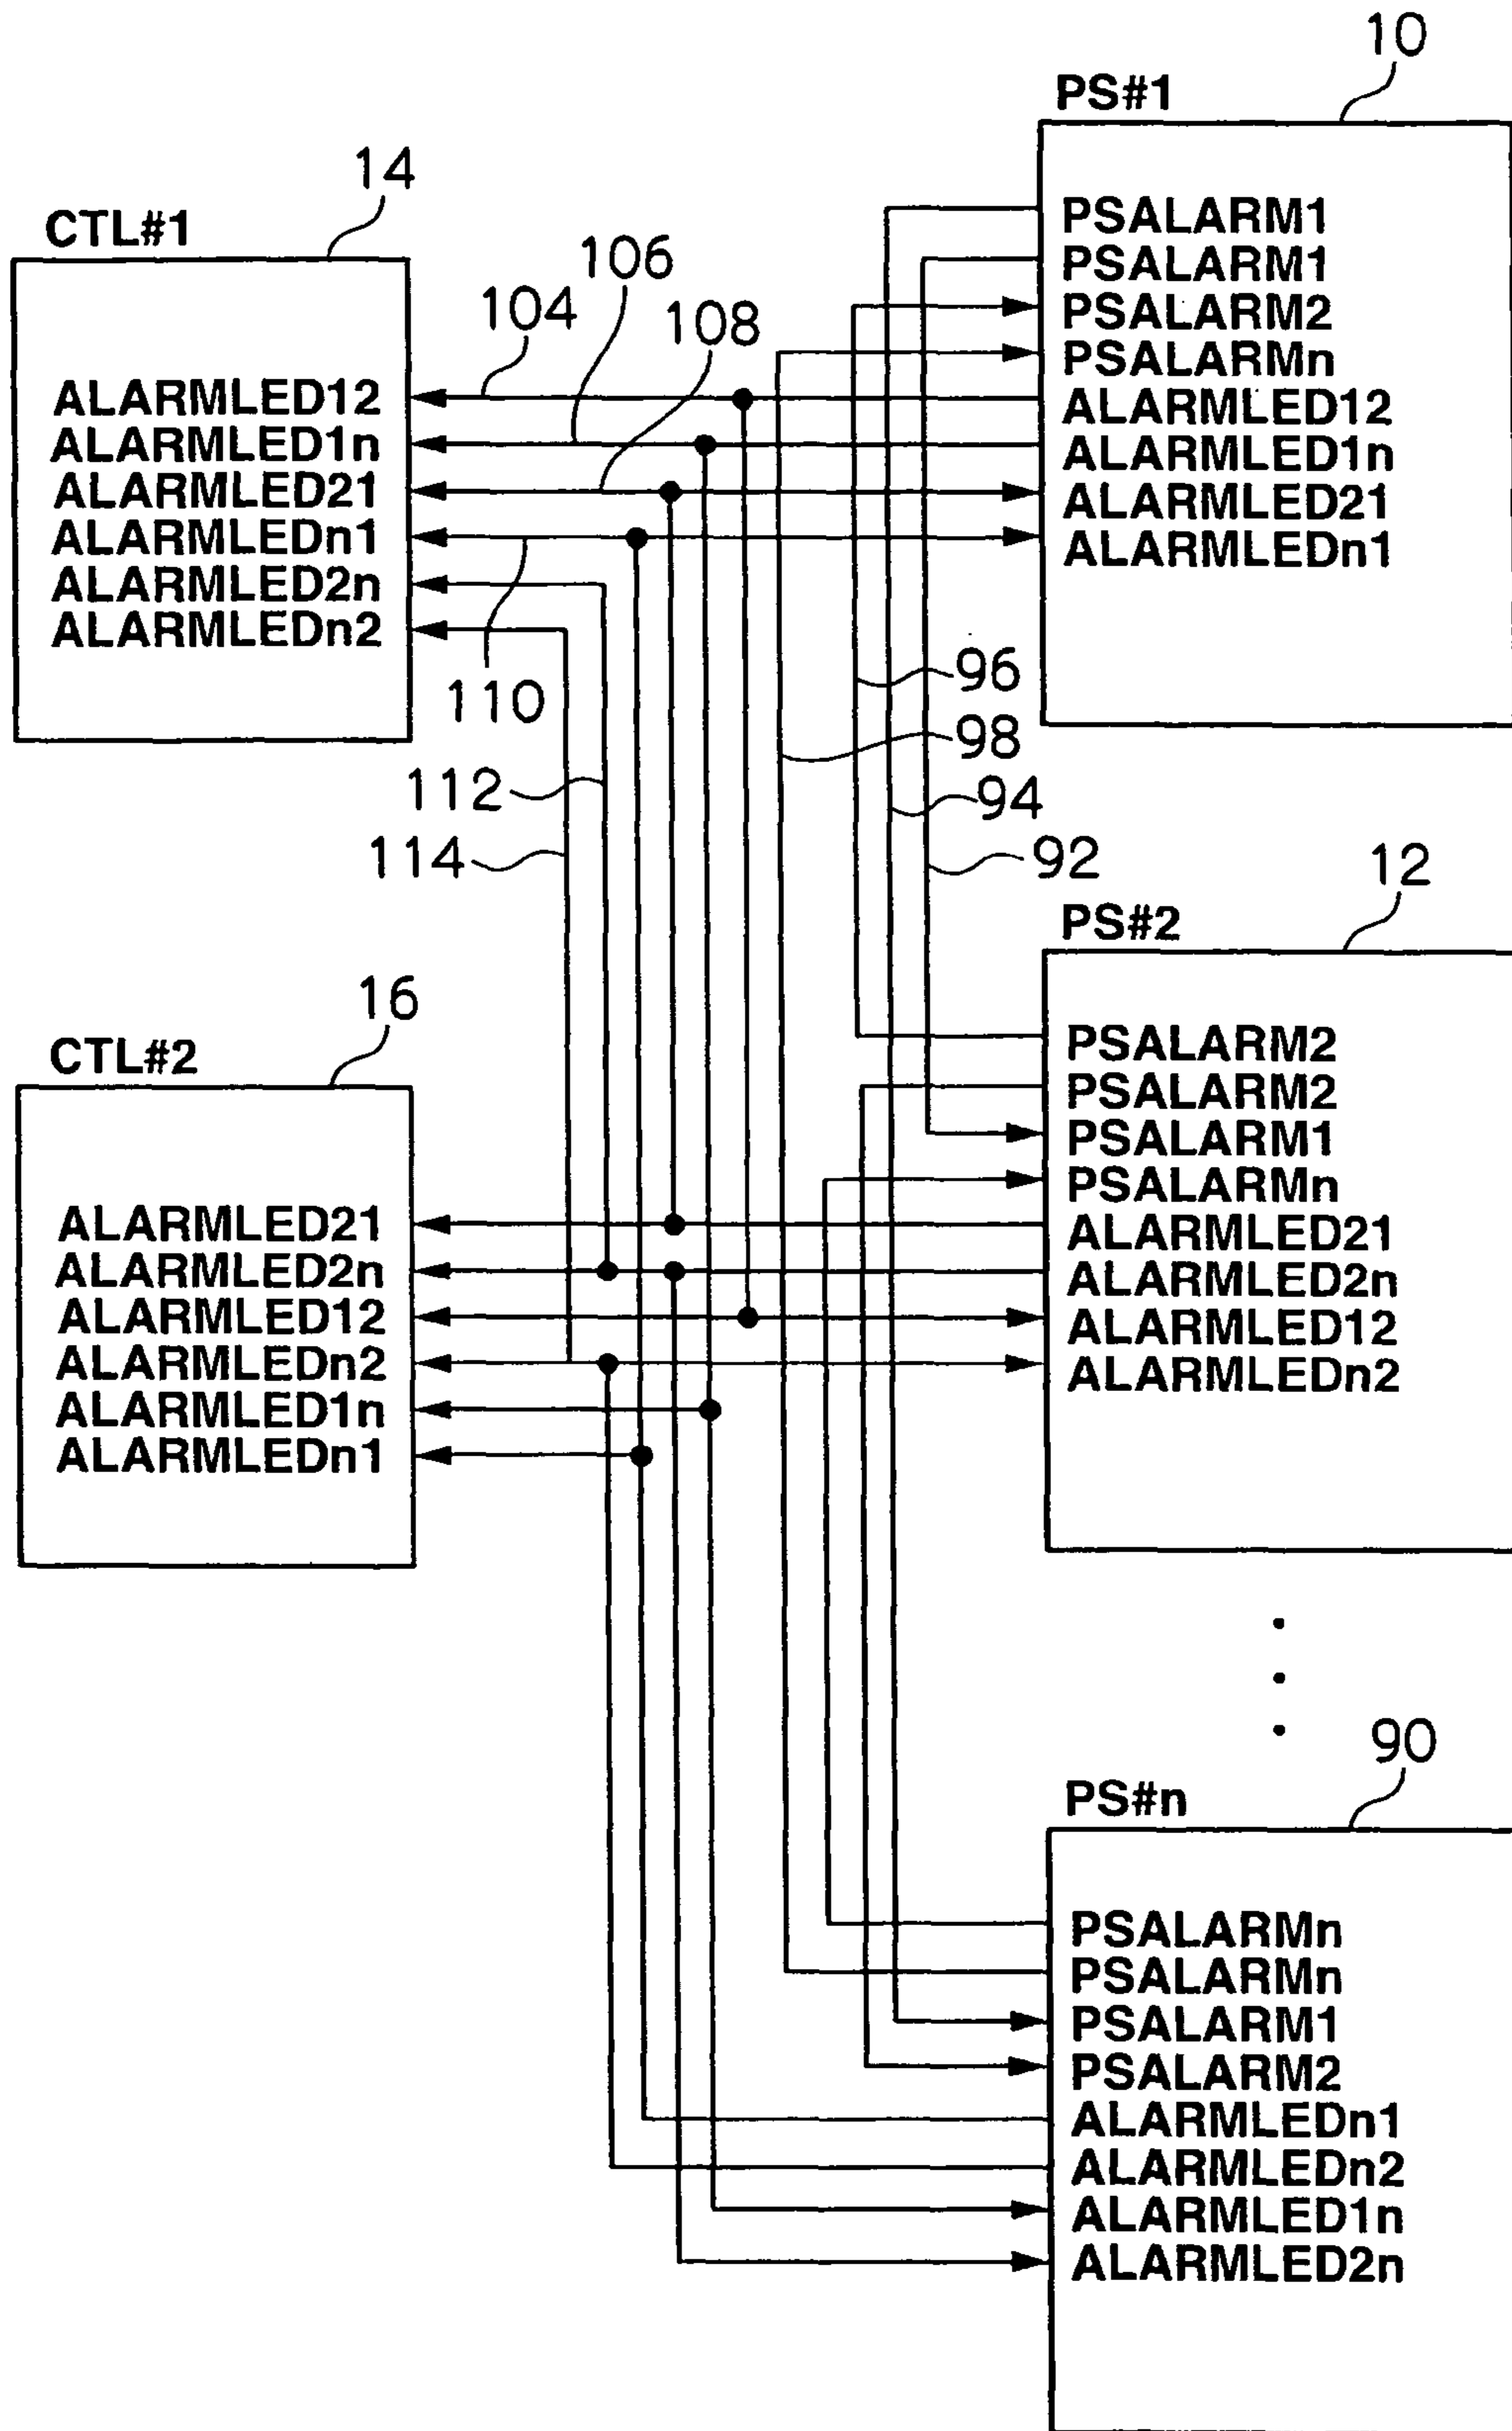 10
PS#1
PSALARM1
PSALARM1
PSALARM2
PSALARMn
ALARMLED12
ALARMLED1n
ALARMLED21
ALARMLEDn1
14
CTL#1
ALARMLED12
ALARMLED1n
ALARMLED21
ALARMLEDn1
ALARMLED2n
ALARMLEDn2
104
106
108
110
112
114
96
98
94
92
12
PS#2
PSALARM2
PSALARM2
PSALARM1
PSALARMn
ALARMLED21
ALARMLED2n
ALARMLED12
ALARMLEDn2
16
CTL#2
ALARMLED21
ALARMLED2n
ALARMLED12
ALARMLEDn2
ALARMLED1n
ALARMLEDn1
90
PS#n
PSALARMn
PSALARMn
PSALARM1
PSALARM2
ALARMLEDn1
ALARMLEDn2
ALARMLED1n
ALARMLED2n